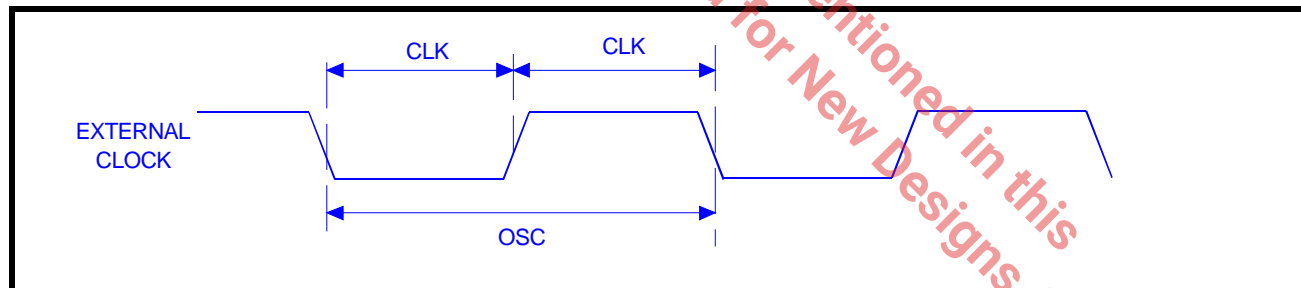 CLK
CLK
EXTERNAL
CLOCK
OSC
entioned in this
for New Designs